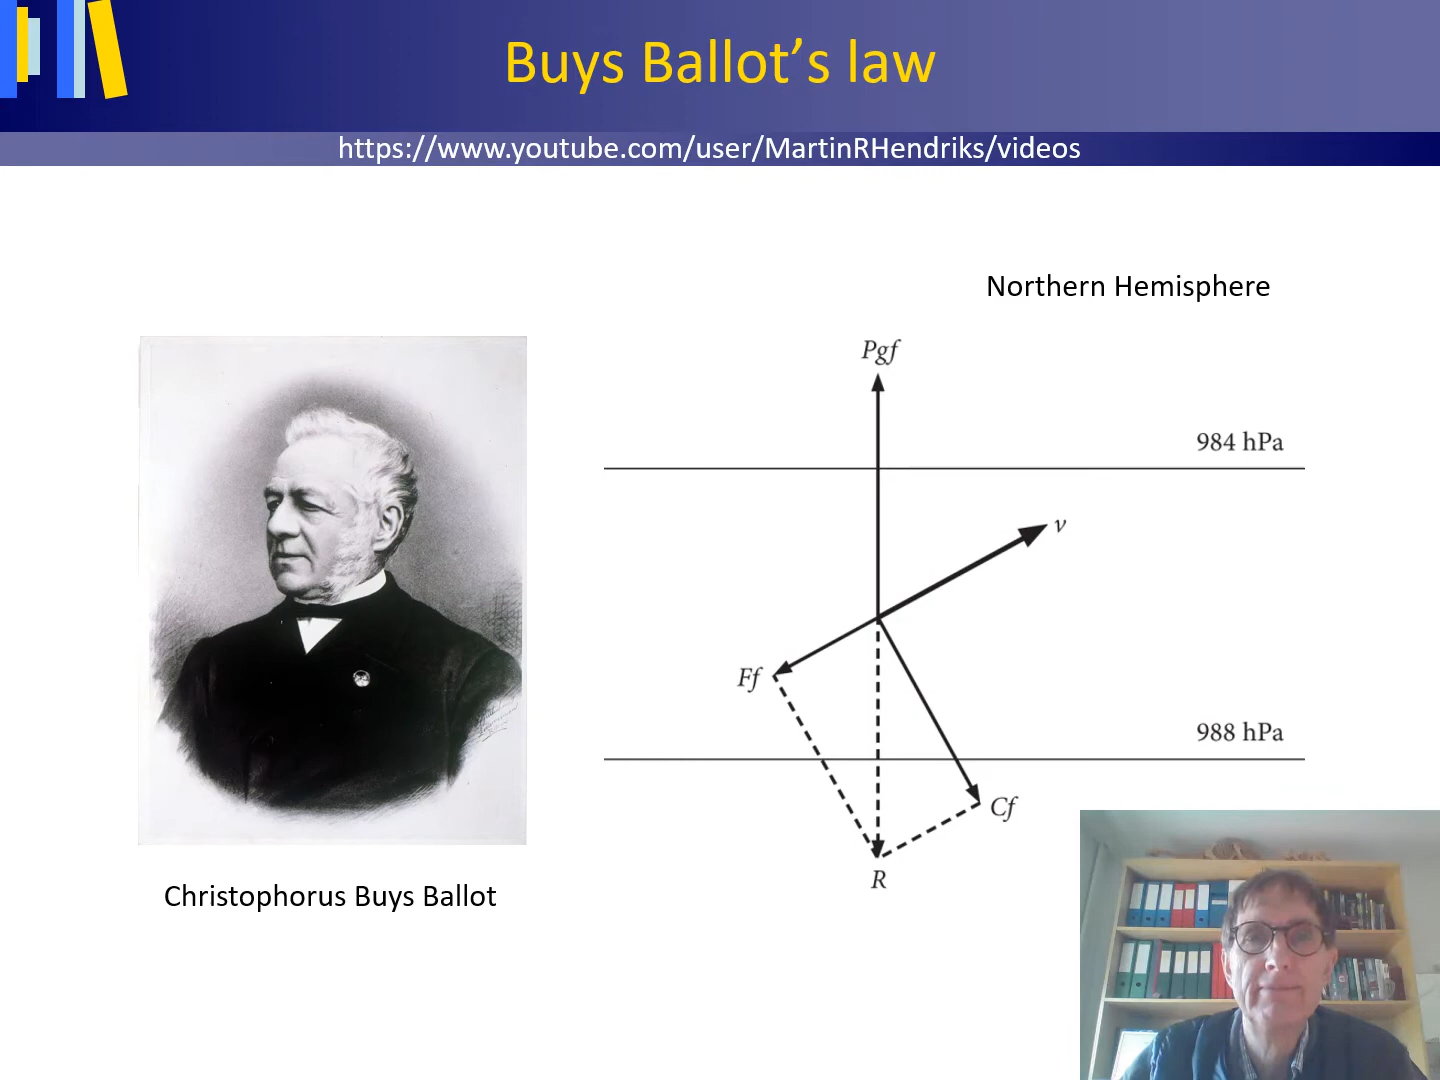 Buys Ballot’s law
https://www.youtube.com/user/MartinRHendriks/videos
Northern Hemisphere
Pgf
984 hPa
v
Ff
988 hPa
Cf
R
Christophorus Buys Ballot